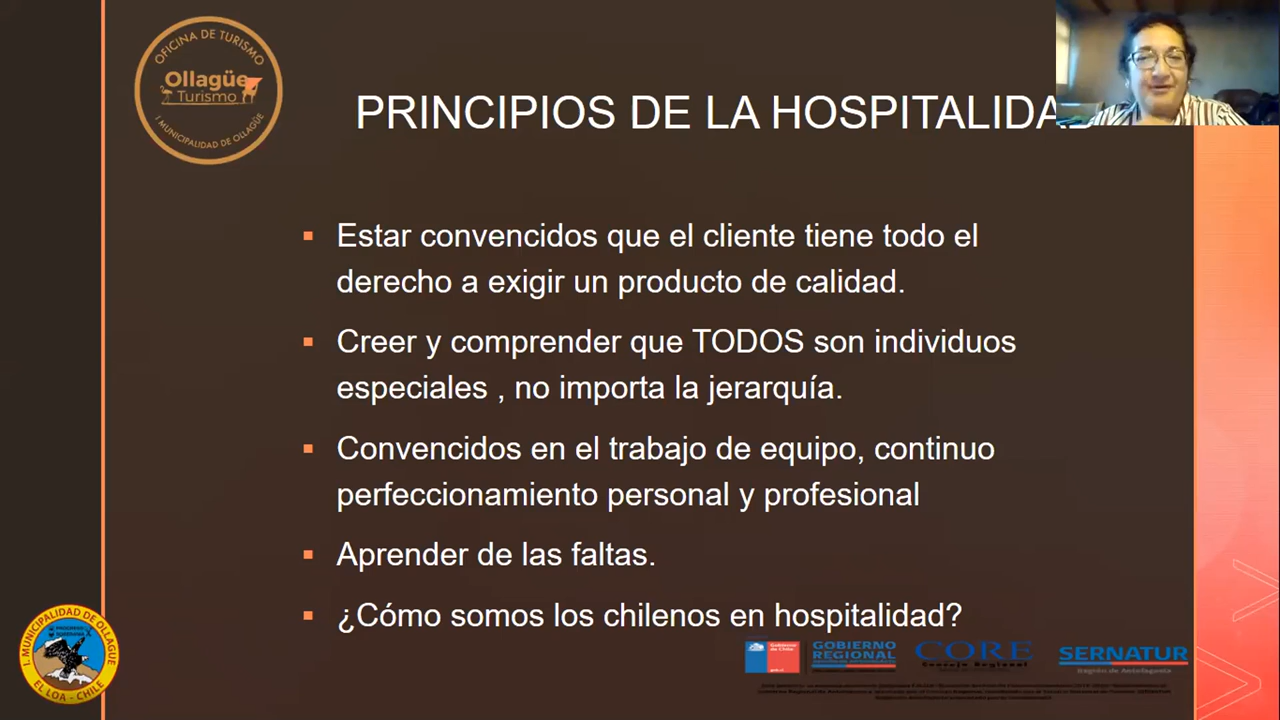 OFICINA DE TURISMO
Ollagüe
Turismo
I MUNICIPALIDAD DE OLLAGÜE
PRINCIPIOS DE LA HOSPITALIDA
▪ Estar convencidos que el cliente tiene todo el
derecho a exigir un producto de calidad.
▪ Creer y comprender que TODOS son individuos
especiales , no importa la jerarquía.
▪ Convencidos en el trabajo de equipo, continuo
perfeccionamiento personal y profesional
▪ Aprender de las faltas.
▪ ¿Cómo somos los chilenos en hospitalidad?
I. MUNICIPALIDAD DE OLLAGUE
EL LOA - CHILE
Gobierno
de Chile
GOBIERNO
REGIONAL
CORE
Consejo Regional
SERNATUR
Región de Antofagasta